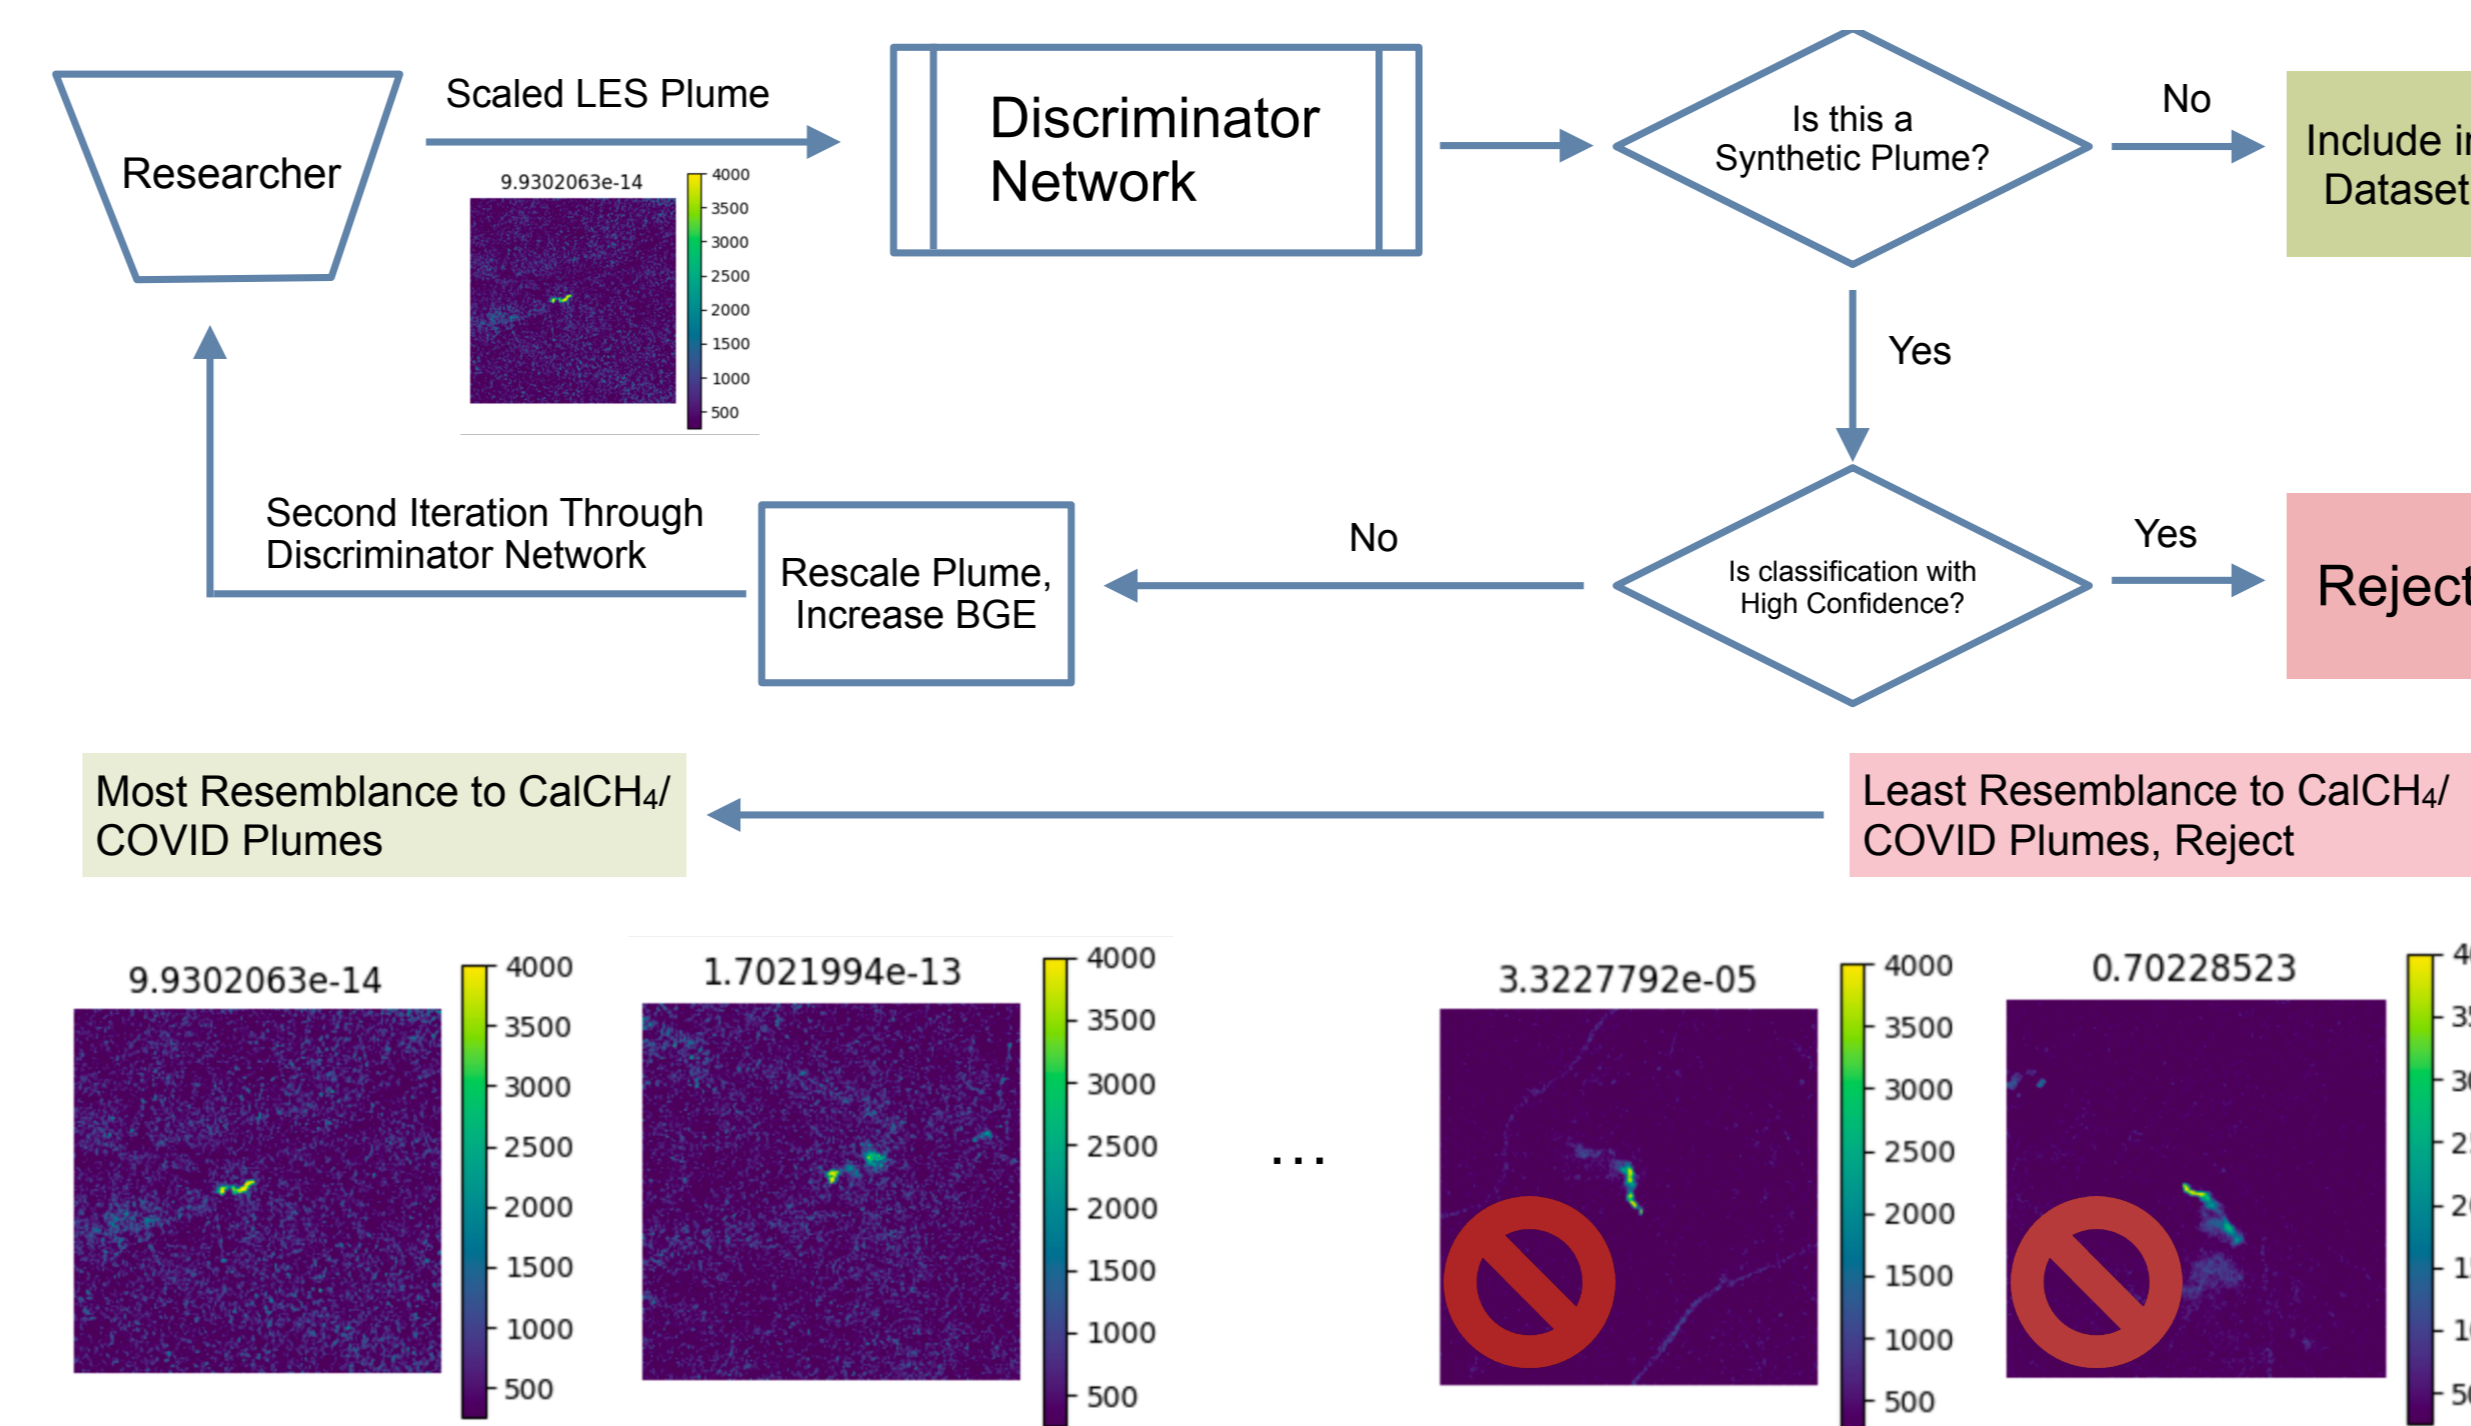 Researcher
Scaled LES Plume
9.9302063e-14
4000
3500
3000
2500
2000
1500
1000
500
Discriminator
Network
Is this a
Synthetic Plume?
No
Include
Dataset
Yes
Is classification with
High Confidence?
Yes
Reject
No
Rescale Plume,
Increase BGE
Second Iteration Through
Discriminator Network
Most Resemblance to CalCH₄/
COVID Plumes
Least Resemblance to CalCH₄/
COVID Plumes, Reject
9.9302063e-14
4000
3500
3000
2500
2000
1500
1000
500
1.7021994e-13
4000
3500
3000
2500
2000
1500
1000
500
...
3.3227792e-05
4000
3500
3000
2500
2000
1500
1000
500
0.70228523